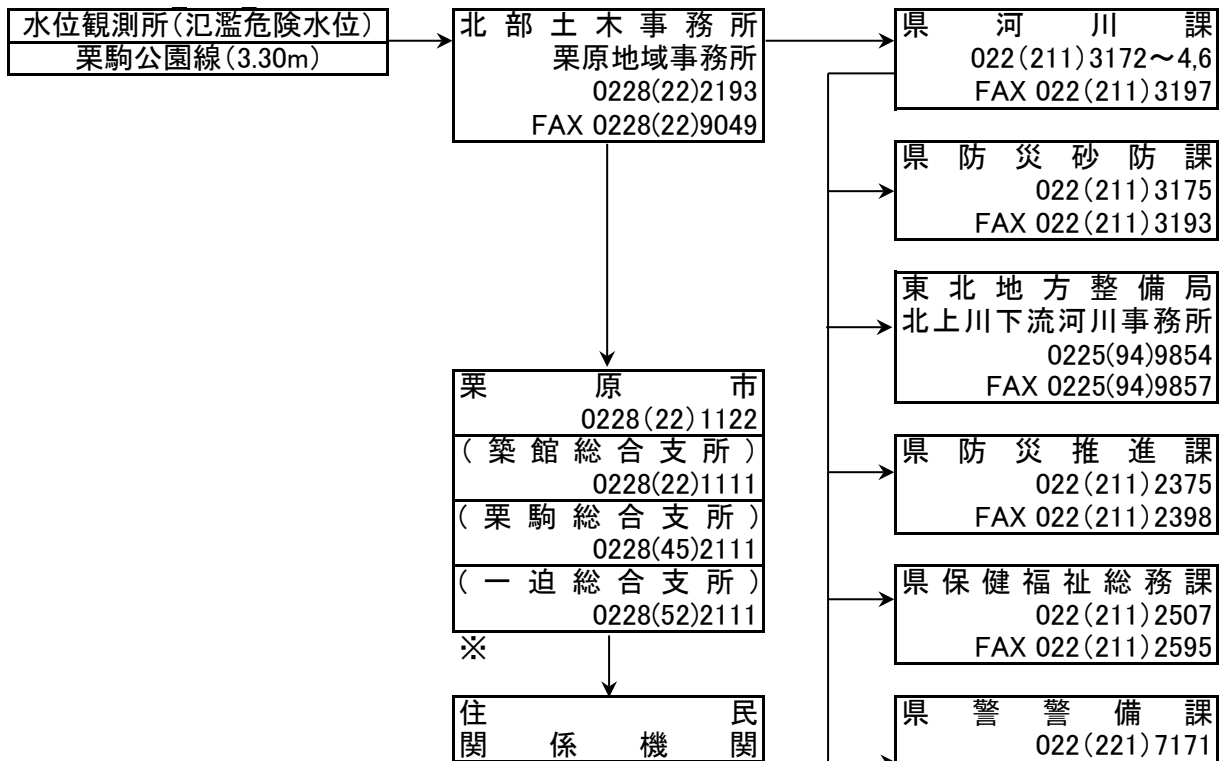 水位観測所(氾濫危険水位)
栗駒公園線(3.30m)
北部土木事務所
栗原地域事務所
0228(22)2193
FAX 0228(22)9049
県河川課
022(211)3172~4,6
FAX 022(211)3197
県防災砂防課
022(211)3175
FAX 022(211)3193
東北地方整備局
北上川下流河川事務所
0225(94)9854
FAX 0225(94)9857
栗原市
0228(22)1122
(築館総合支所)
0228(22)1111
(栗駒総合支所)
0228(45)2111
(一迫総合支所)
0228(52)2111
※
住民
関係機関
県防災推進課
022(211)2375
FAX 022(211)2398
県保健福祉総務課
022(211)2507
FAX 022(211)2595
県警警備課
022(221)7171